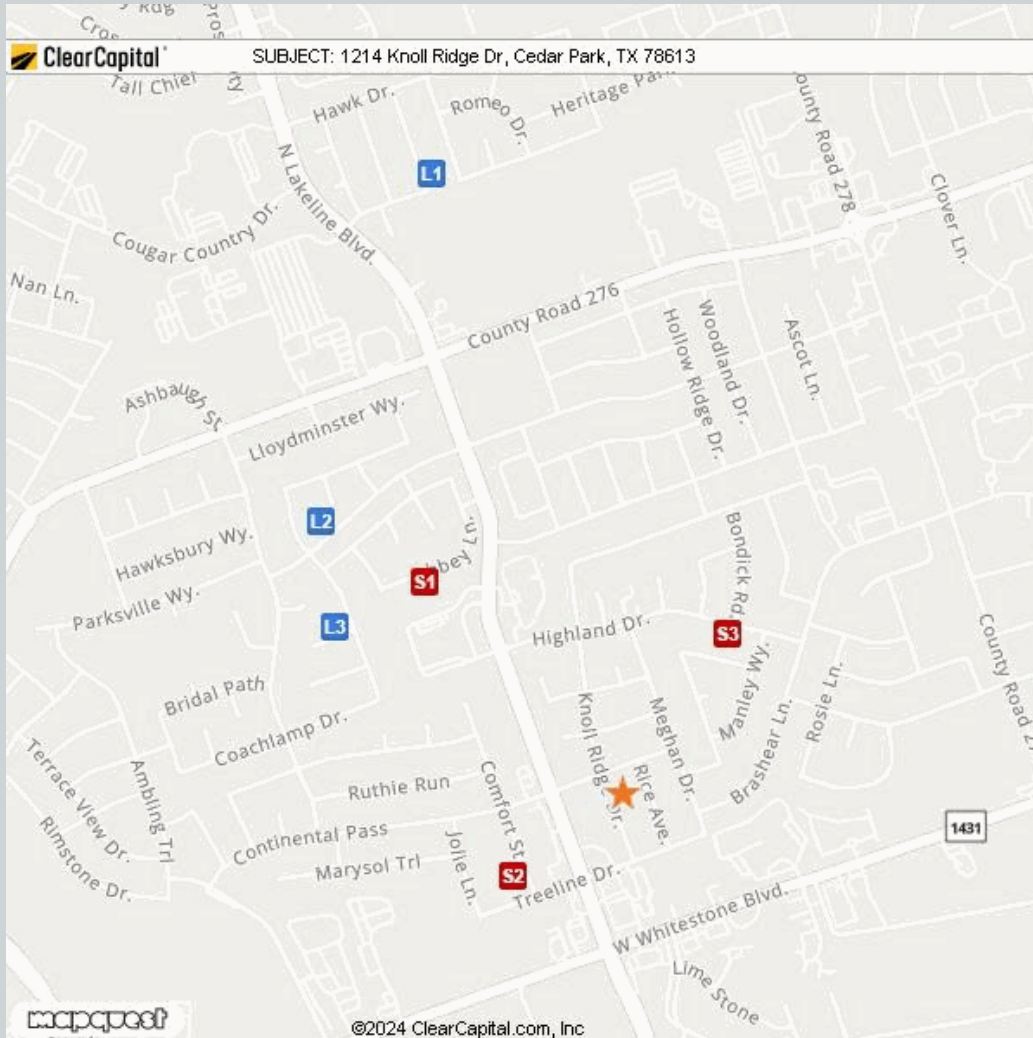 Rdg
ClearCapital
SUBJECT: 1214 Knoll Ridge Dr, Cedar Park, TX 78613
Tall Chief
Hawk Dr.
Romeo Dr.
Heritage
County Road 278
L1
N Lakeline Blvd.
Clover Ln.
Cougar Country Dr.
Nan Ln.
County Road 276
Hollow Ridge Dr.
Woodland Dr.
Ascot Ln.
Ashbaugh St.
Lloydminster Wy.
L2
Hawksbury Wy.
Ln.
S1
Bondick Rd.
Parksville Wy.
L3
Highland Dr.
S3
County Road
Bridal Path
Manley Wy.
Rosie Ln.
Coachlamp Dr.
Knoll Ridge Dr.
Meghan Dr.
Brashear Ln.
Terrace View Dr.
Ambling Trl
Ruthie Run
Comfort St.
Rice Ave.
Rimstone Dr.
Continental Pass
Jolie Ln.
1431
Marysol Trl
S2
Treeline Dr.
W Whitestone Blvd.
Lime Stone
mapquest
©2024 ClearCapital.com, Inc